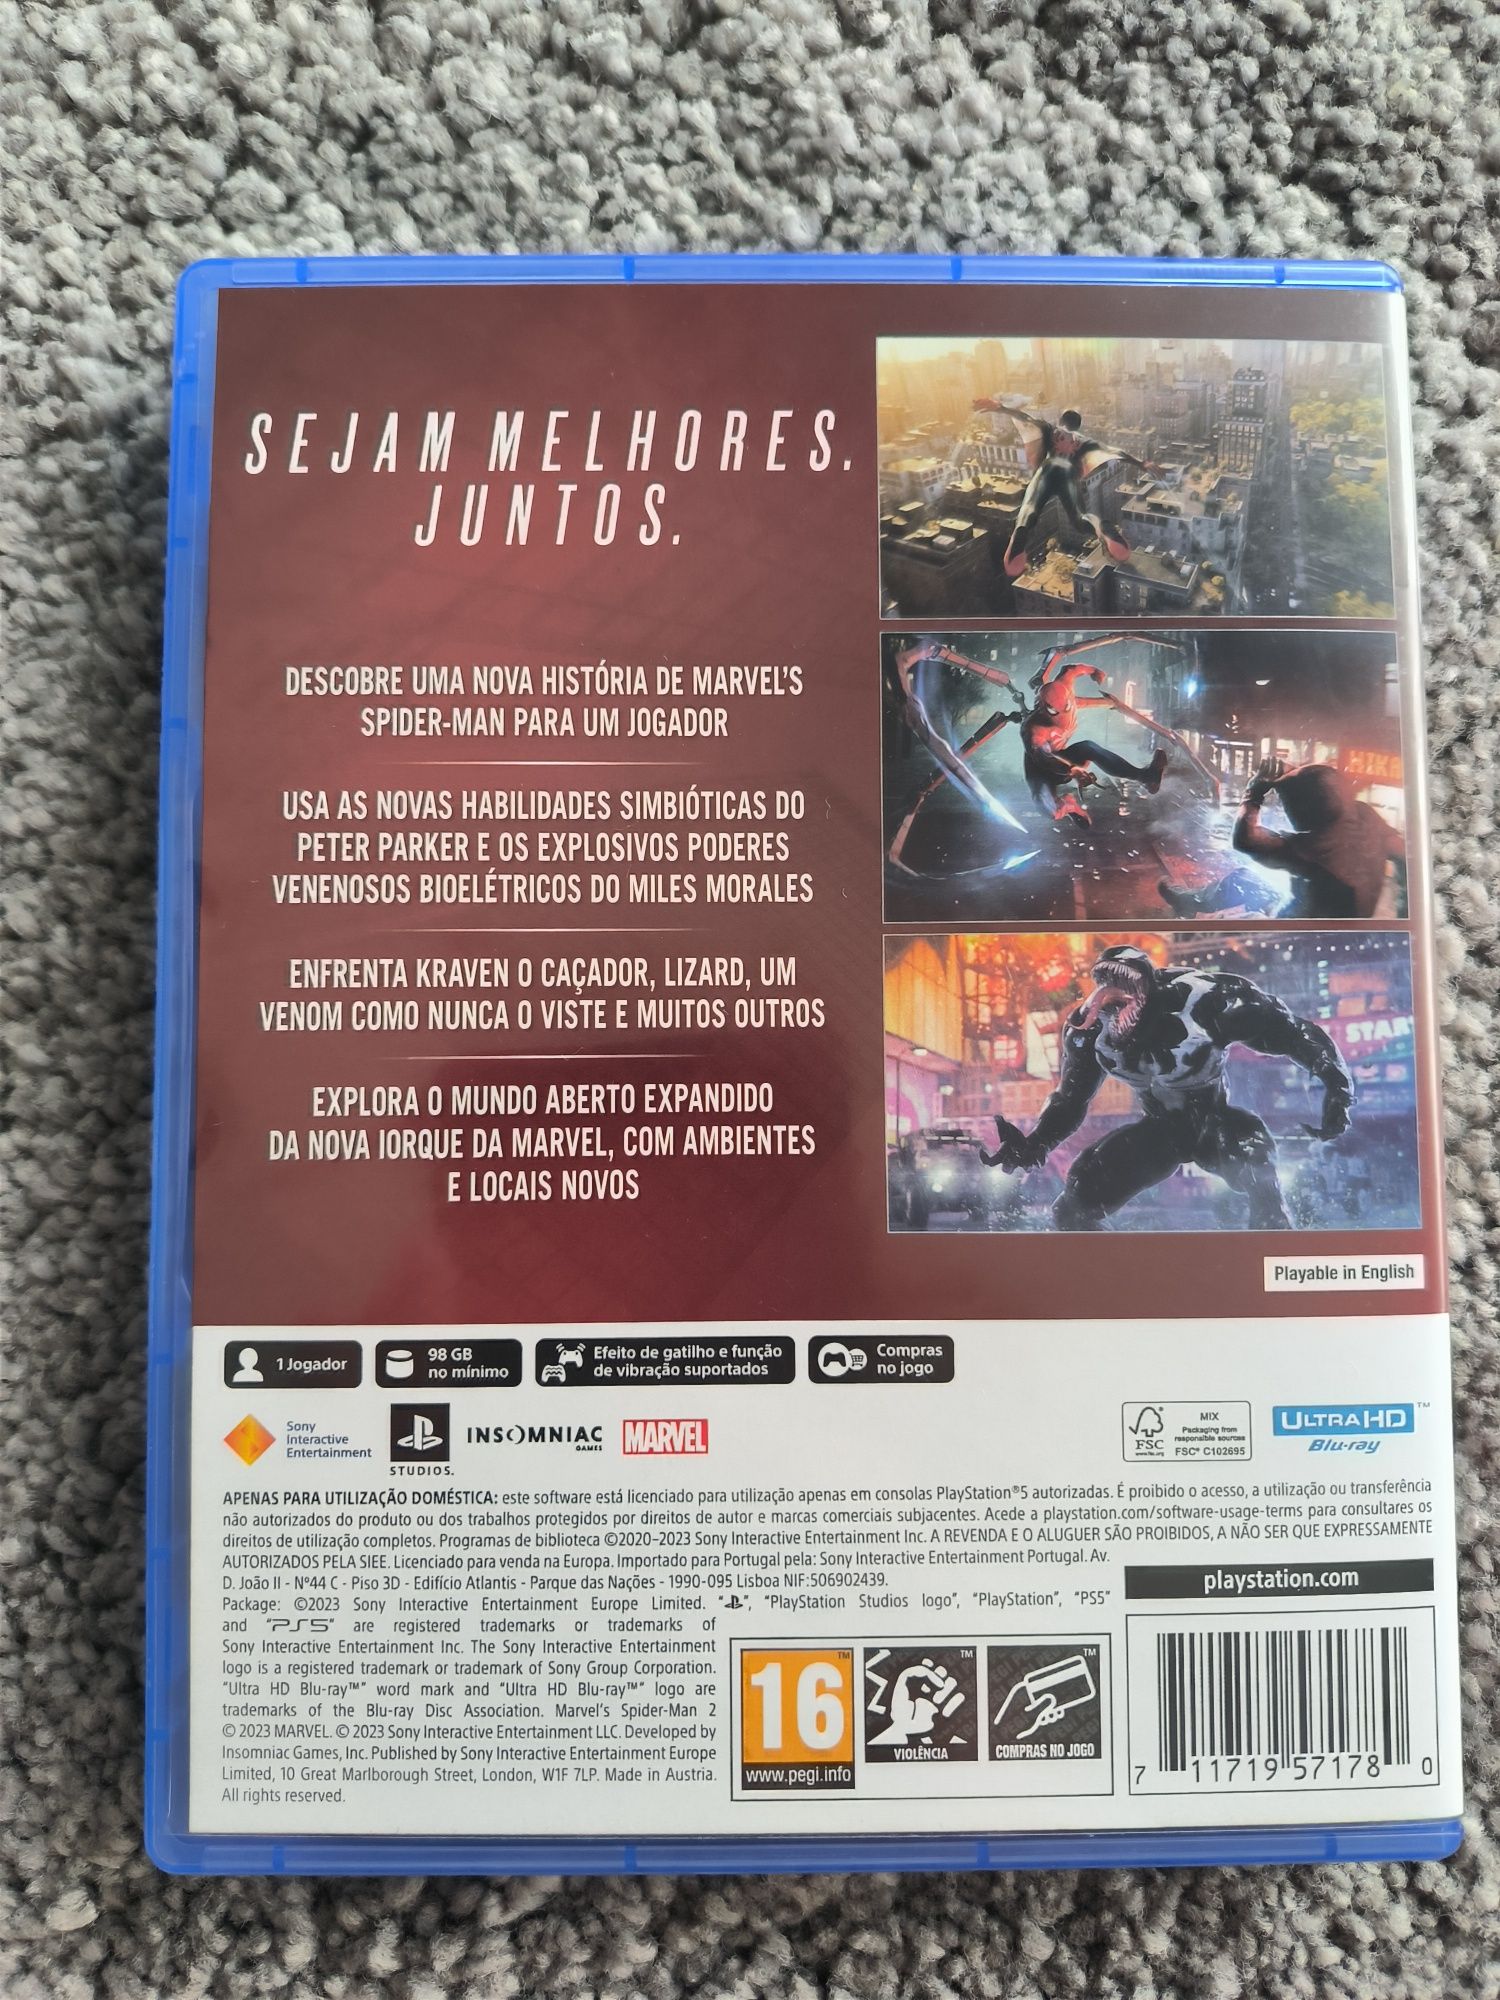 SEJAM MELHORES.
JUNTOS.
DESCOBRE UMA NOVA HISTÓRIA DE MARVEL'S
SPIDER-MAN PARA UM JOGADOR
USA AS NOVAS HABILIDADES SIMBIÓTICAS DO
PETER PARKER E OS EXPLOSIVOS PODERES
VENENOSOS BIOELÉTRICOS DO MILES MORALES
ENFRENTA KRAVEN O CAÇADOR, LIZARD, UM
VENOM COMO NUNCA O VISTE E MUITOS OUTROS
EXPLORA O MUNDO ABERTO EXPANDIDO
DA NOVA IORQUE DA MARVEL, COM AMBIENTES
E LOCAIS NOVOS
STAR
Playable in English
1 Jogador
98 GB
no mínimo
Efeito de gatilho e função
de vibração suportados
Compras
no jogo
Sony
Interactive
Entertainment
STUDIOS.
INSOMNIAC
GAMES
MARVEL
FSC
www.fsc.org
MIX
Packaging from
responsible sources
FSC® C102695
ULTRA HD™
Blu-ray
APENAS PARA UTILIZAÇÃO DOMÉSTICA: este software está licenciado para utilização apenas em consolas PlayStation®5 autorizadas. É proibido o acesso, a utilização ou transferência
não autorizados do produto ou dos trabalhos protegidos por direitos de autor e marcas comerciais subjacentes. Acede a playstation.com/software-usage-terms para consultares os
direitos de utilização completos. Programas de biblioteca ©2020-2023 Sony Interactive Entertainment Inc. A REVENDA E O ALUGUER SÃO PROIBIDOS, A NÃO SER QUE EXPRESSAMENTE
AUTORIZADOS PELA SIEE. Licenciado para venda na Europa. Importado para Portugal pela: Sony Interactive Entertainment Portugal. Av.
D. João II - Nº44 C - Piso 3D - Edifício Atlantis - Parque das Nações - 1990-095 Lisboa NIF:506902439.
Package: ©2023 Sony Interactive Entertainment Europe Limited. "PS", "PlayStation Studios logo", "PlayStation", "PS5"
and "PS5" are registered trademarks or trademarks of
Sony Interactive Entertainment Inc. The Sony Interactive Entertainment
logo is a registered trademark or trademark of Sony Group Corporation.
"Ultra HD Blu-ray™" word mark and "Ultra HD Blu-ray™" logo are
trademarks of the Blu-ray Disc Association. Marvel's Spider-Man 2
© 2023 MARVEL. © 2023 Sony Interactive Entertainment LLC. Developed by
Insomniac Games, Inc. Published by Sony Interactive Entertainment Europe
Limited, 10 Great Marlborough Street, London, W1F 7LP. Made in Austria.
All rights reserved.
playstation.com
16™
www.pegi.info
™
VIOLÊNCIA
™
COMPRAS NO JOGO
7 11719 57178 0